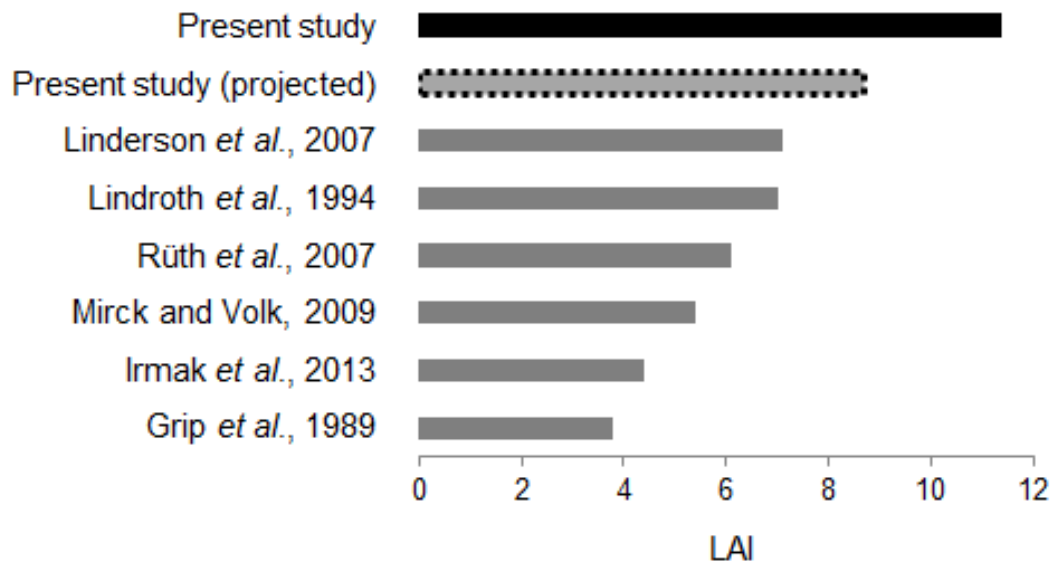 Present study
Present study (projected)
Linderson et al., 2007
Lindroth et al., 1994
Rüth et al., 2007
Mirck and Volk, 2009
Irmak et al., 2013
Grip et al., 1989
0 2 4 6 8 10 12
LAI